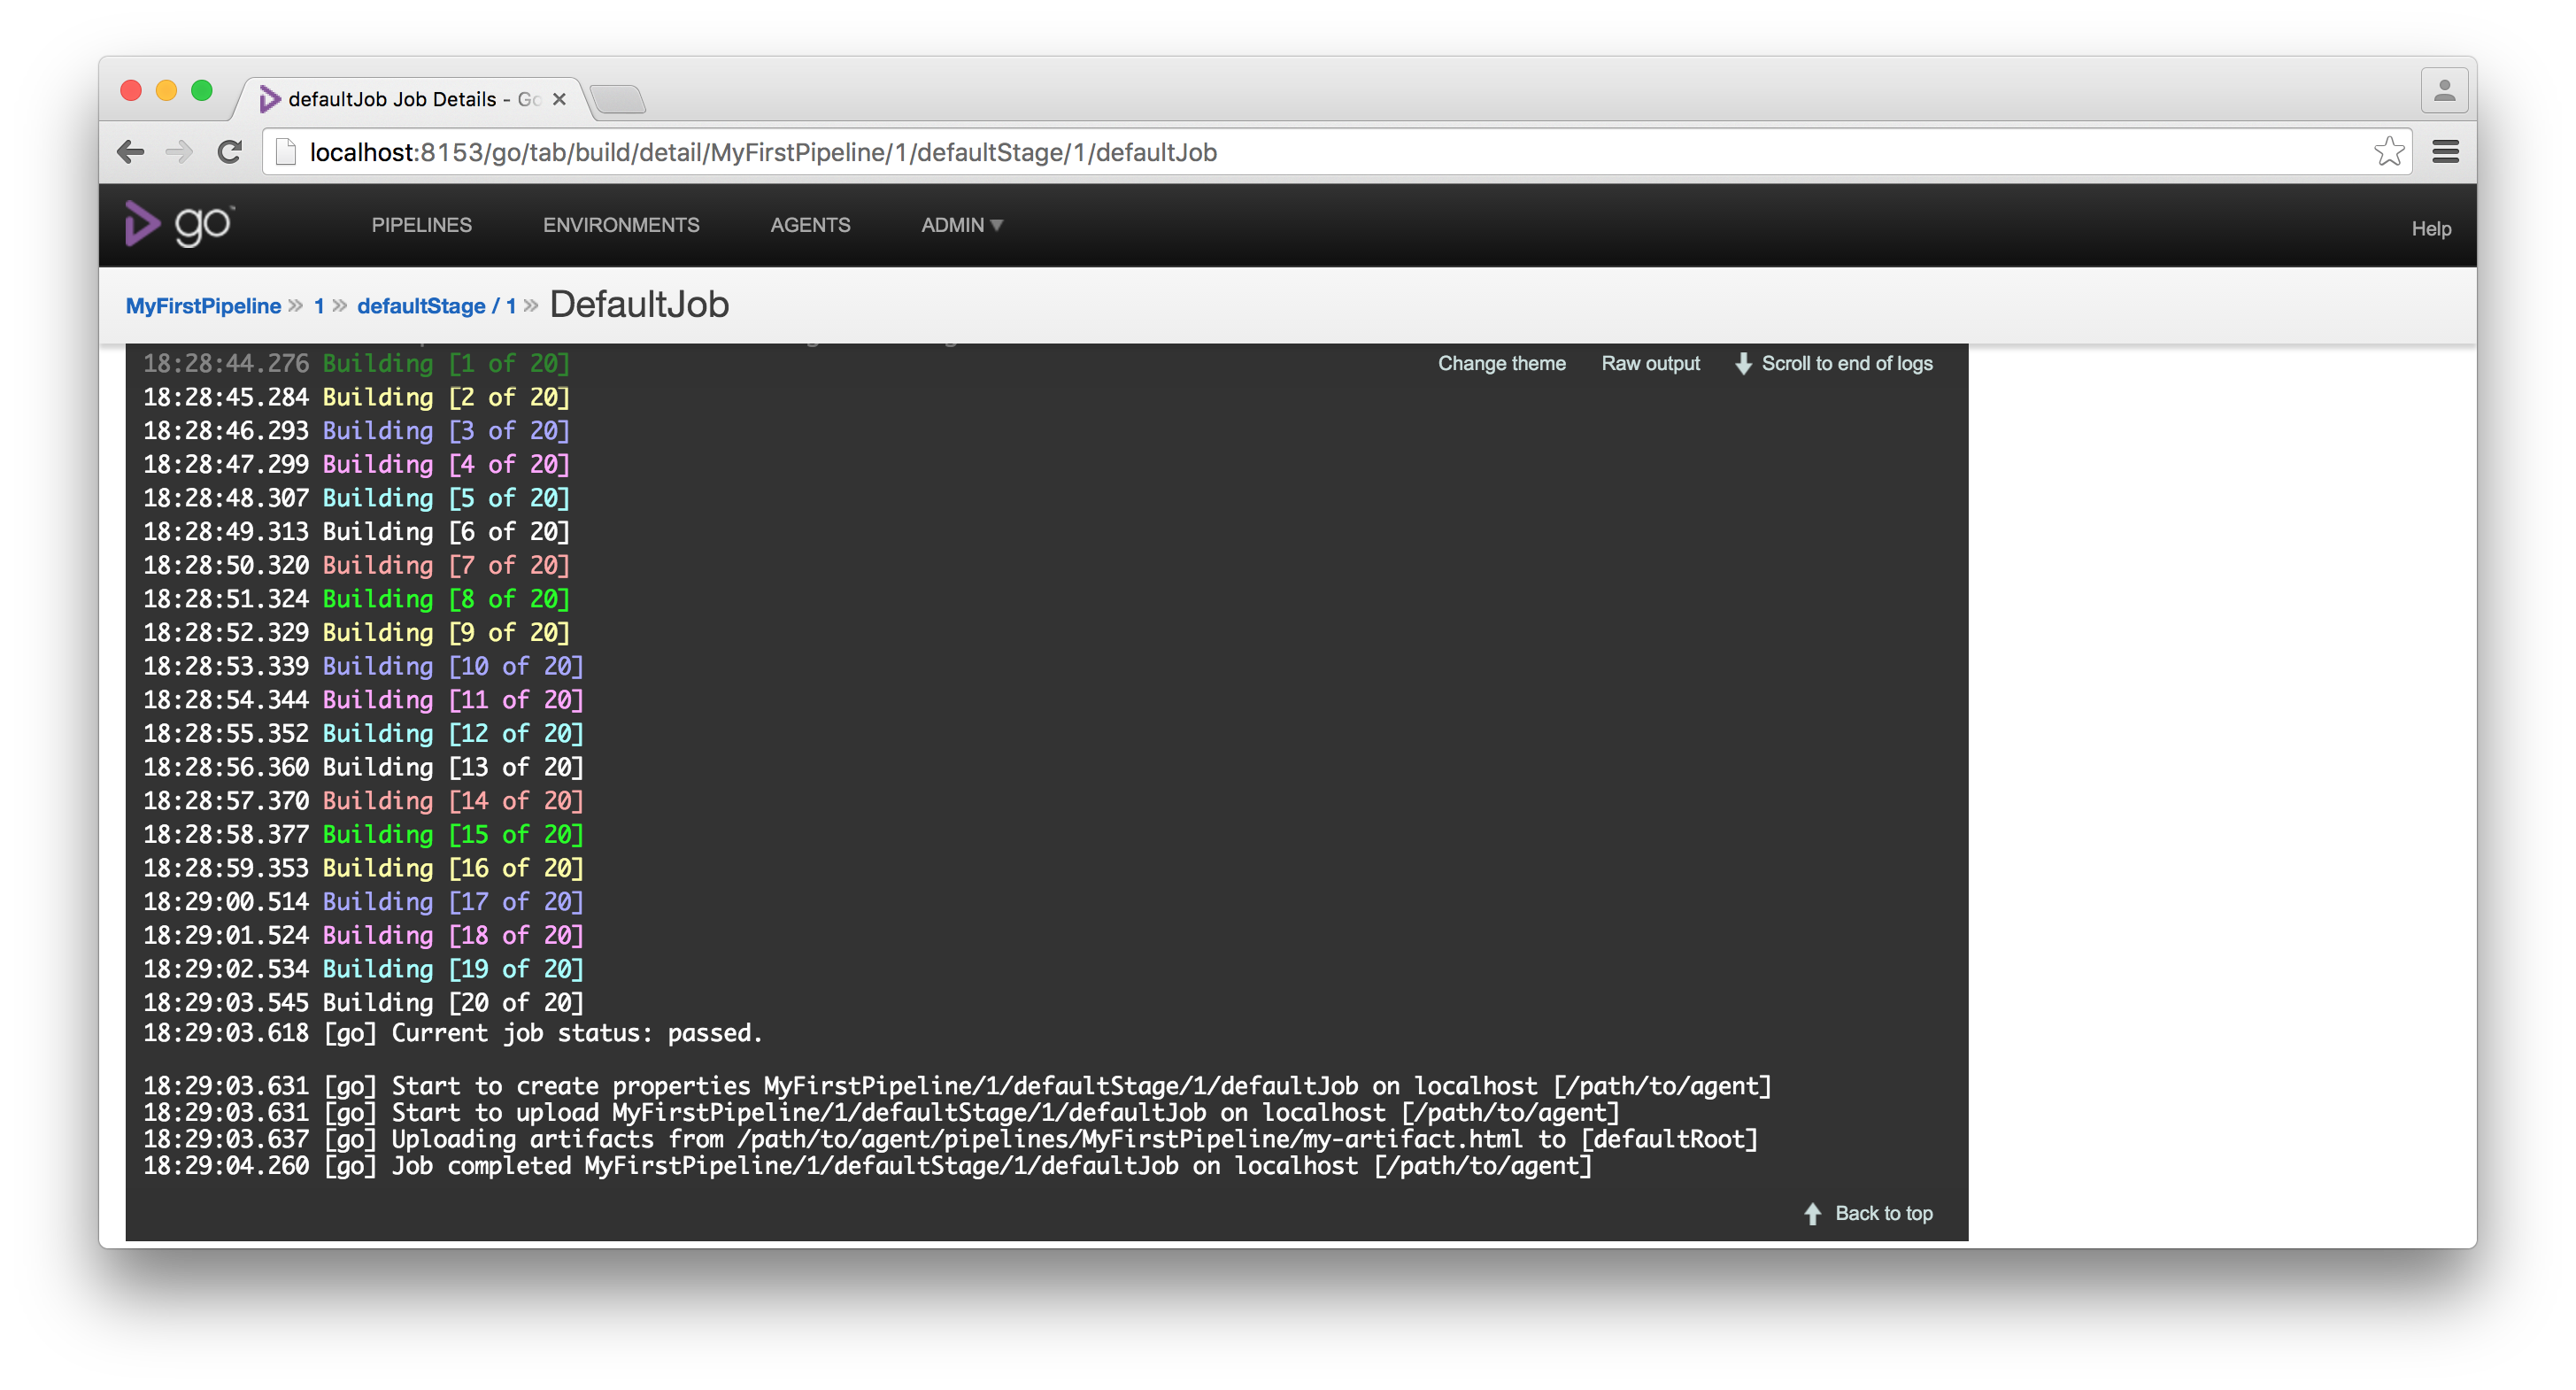 defaultJob Job Details - Go
localhost:8153/go/tab/build/detail/MyFirstPipeline/1/defaultStage/1/defaultJob
go™ PIPELINES ENVIRONMENTS AGENTS ADMIN Help
MyFirstPipeline » 1 » defaultStage / 1 » DefaultJob
18:28:44.276 Building [1 of 20] Change theme Raw output Scroll to end of logs
18:28:45.284 Building [2 of 20]
18:28:46.293 Building [3 of 20]
18:28:47.299 Building [4 of 20]
18:28:48.307 Building [5 of 20]
18:28:49.313 Building [6 of 20]
18:28:50.320 Building [7 of 20]
18:28:51.324 Building [8 of 20]
18:28:52.329 Building [9 of 20]
18:28:53.339 Building [10 of 20]
18:28:54.344 Building [11 of 20]
18:28:55.352 Building [12 of 20]
18:28:56.360 Building [13 of 20]
18:28:57.370 Building [14 of 20]
18:28:58.377 Building [15 of 20]
18:28:59.353 Building [16 of 20]
18:29:00.514 Building [17 of 20]
18:29:01.524 Building [18 of 20]
18:29:02.534 Building [19 of 20]
18:29:03.545 Building [20 of 20]
18:29:03.618 [go] Current job status: passed.
18:29:03.631 [go] Start to create properties MyFirstPipeline/1/defaultStage/1/defaultJob on localhost [/path/to/agent]
18:29:03.631 [go] Start to upload MyFirstPipeline/1/defaultStage/1/defaultJob on localhost [/path/to/agent]
18:29:03.637 [go] Uploading artifacts from /path/to/agent/pipelines/MyFirstPipeline/my-artifact.html to [defaultRoot]
18:29:04.260 [go] Job completed MyFirstPipeline/1/defaultStage/1/defaultJob on localhost [/path/to/agent]
Back to top